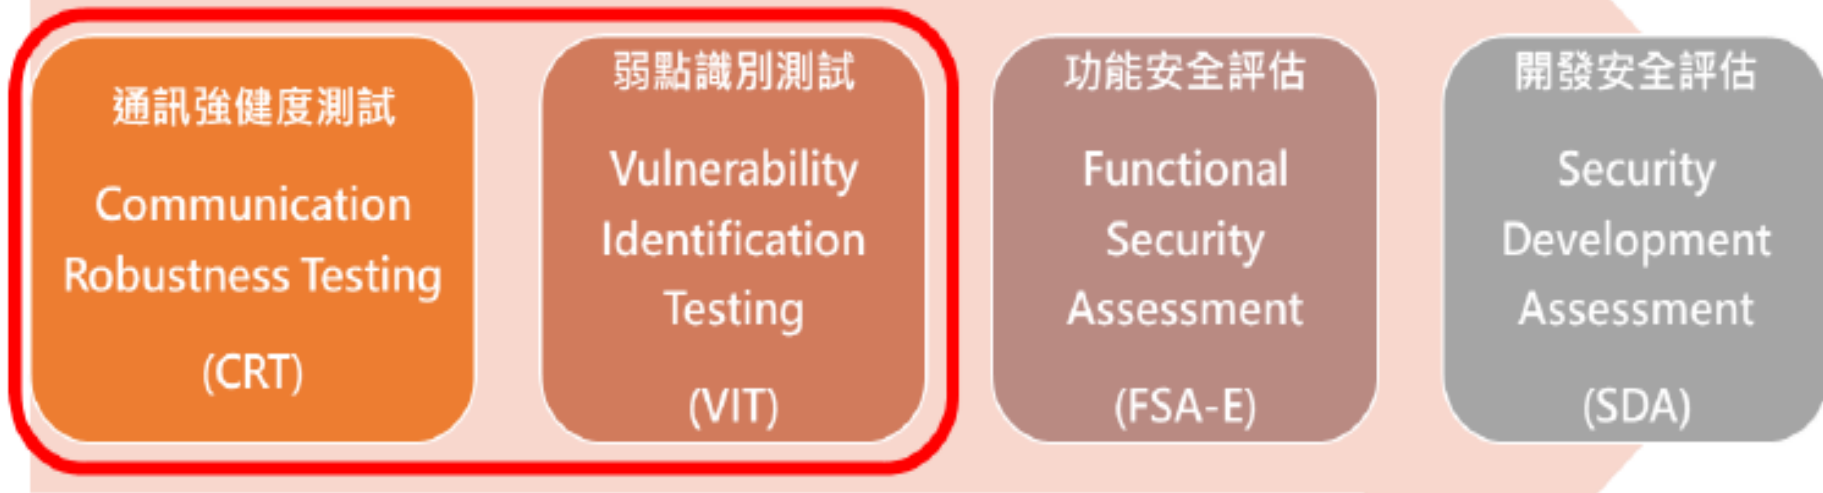 通訊強健度測試
Communication
Robustness Testing
(CRT)
弱點識別測試
Vulnerability
Identification
Testing
(VIT)
功能安全評估
Functional
Security
Assessment
(FSA-E)
開發安全評估
Security
Development
Assessment
(SDA)